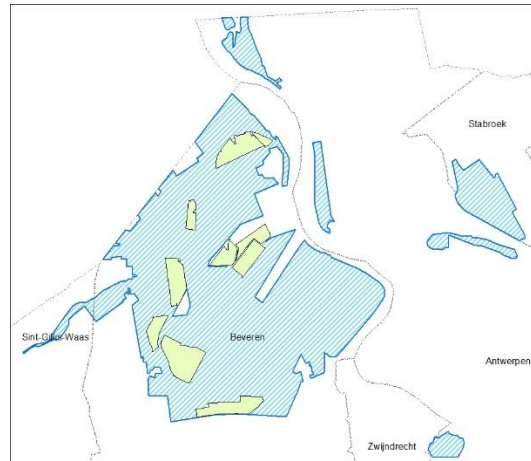 Stabroek
Beveren
Sint-Gillis-Waas
Antwerpen
Zwijndrecht